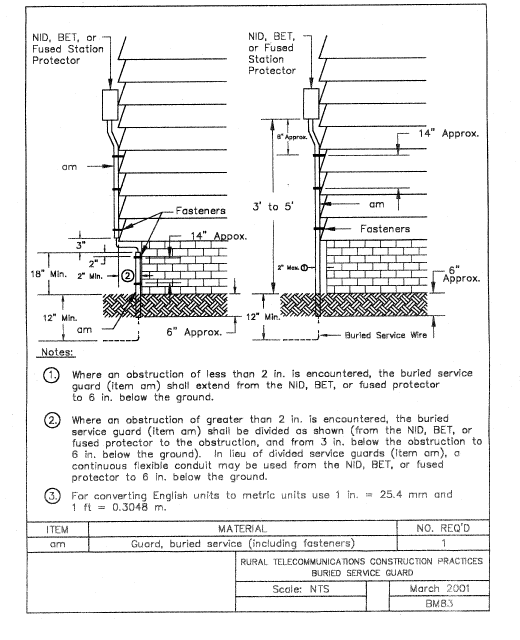 NID, BET, or
Fused Station
Protector
am
Fasteners
3"
14" Appox.
2"
18" Min.
2" Min.
2
12" Min.
am
6" Approx.
NID, BET,
or Fused
Station
Protector
6" Approx.
14" Approx.
3' to 5'
am
Fasteners
2" Max.
1
6"
Approx.
12" Min.
Buried Service Wire
Notes:
1. Where an obstruction of less than 2 in. is encountered, the buried service
guard (item am) shall extend from the NID, BET, or fused protector
to 6 in. below the ground.
2. Where an obstruction of greater than 2 in. is encountered, the buried
service guard (item am) shall be divided as shown (from the NID, BET, or
fused protector to the obstruction, and from 3 in. below the obstruction to
6 in. below the ground). In lieu of divided service guards (item am), a
continuous flexible conduit may be used from the NID, BET, or fused
protector to 6 in. below the ground.
3. For converting English units to metric units use 1 in. = 25.4 mm and
1 ft = 0.3048 m.
ITEM MATERIAL NO. REQ'D
am Guard, buried service (including fasteners) 1
RURAL TELECOMMUNICATIONS CONSTRUCTION PRACTICES
BURIED SERVICE GUARD
Scale: NTS March 2001
BM83